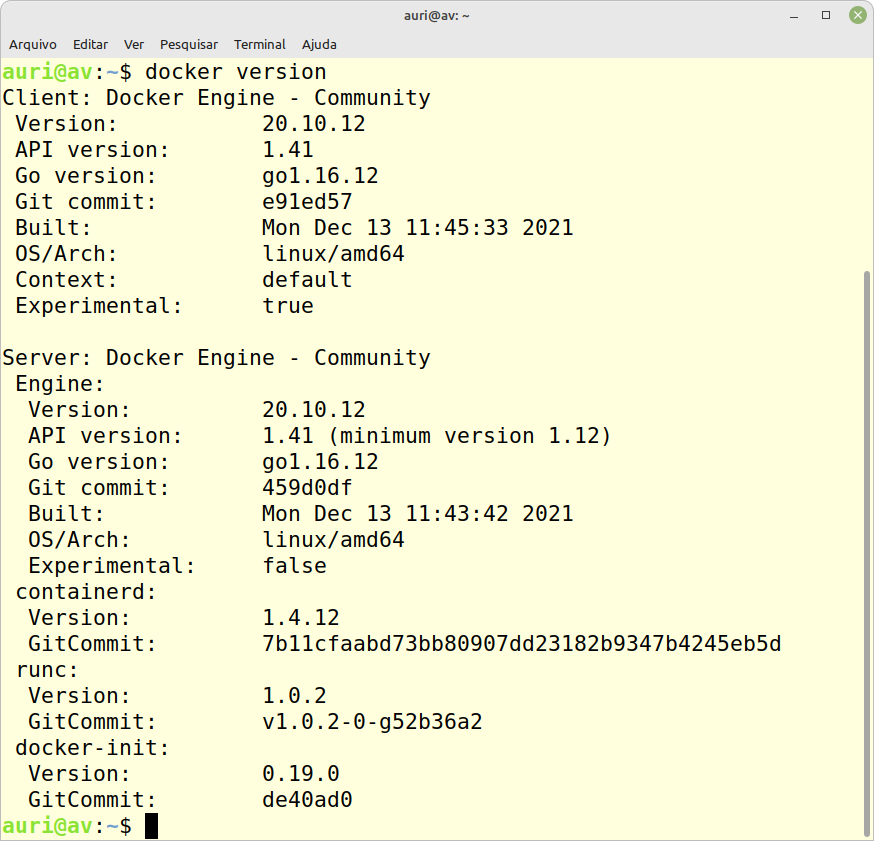 auri@av: ~
Arquivo Editar Ver Pesquisar Terminal Ajuda
auri@av:~$ docker version
Client: Docker Engine - Community
 Version:           20.10.12
 API version:       1.41
 Go version:        go1.16.12
 Git commit:        e91ed57
 Built:             Mon Dec 13 11:45:33 2021
 OS/Arch:           linux/amd64
 Context:           default
 Experimental:      true

Server: Docker Engine - Community
 Engine:
  Version:          20.10.12
  API version:      1.41 (minimum version 1.12)
  Go version:       go1.16.12
  Git commit:       459d0df
  Built:            Mon Dec 13 11:43:42 2021
  OS/Arch:          linux/amd64
  Experimental:     false
 containerd:
  Version:          1.4.12
  GitCommit:        7b11cfaabd73bb80907dd23182b9347b4245eb5d
 runc:
  Version:          1.0.2
  GitCommit:        v1.0.2-0-g52b36a2
 docker-init:
  Version:          0.19.0
  GitCommit:        de40ad0
auri@av:~$